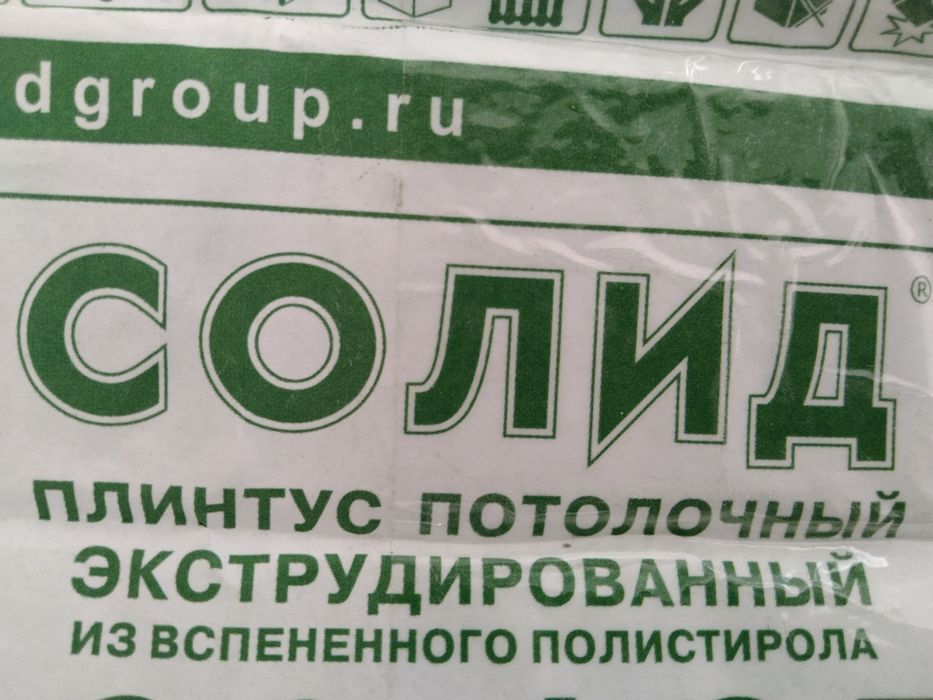 dgroup.ru
СОЛИД®
ПЛИНТУС ПОТОЛОЧНЫЙ
ЭКСТРУДИРОВАННЫЙ
ИЗ ВСПЕНЕННОГО ПОЛИСТИРОЛА